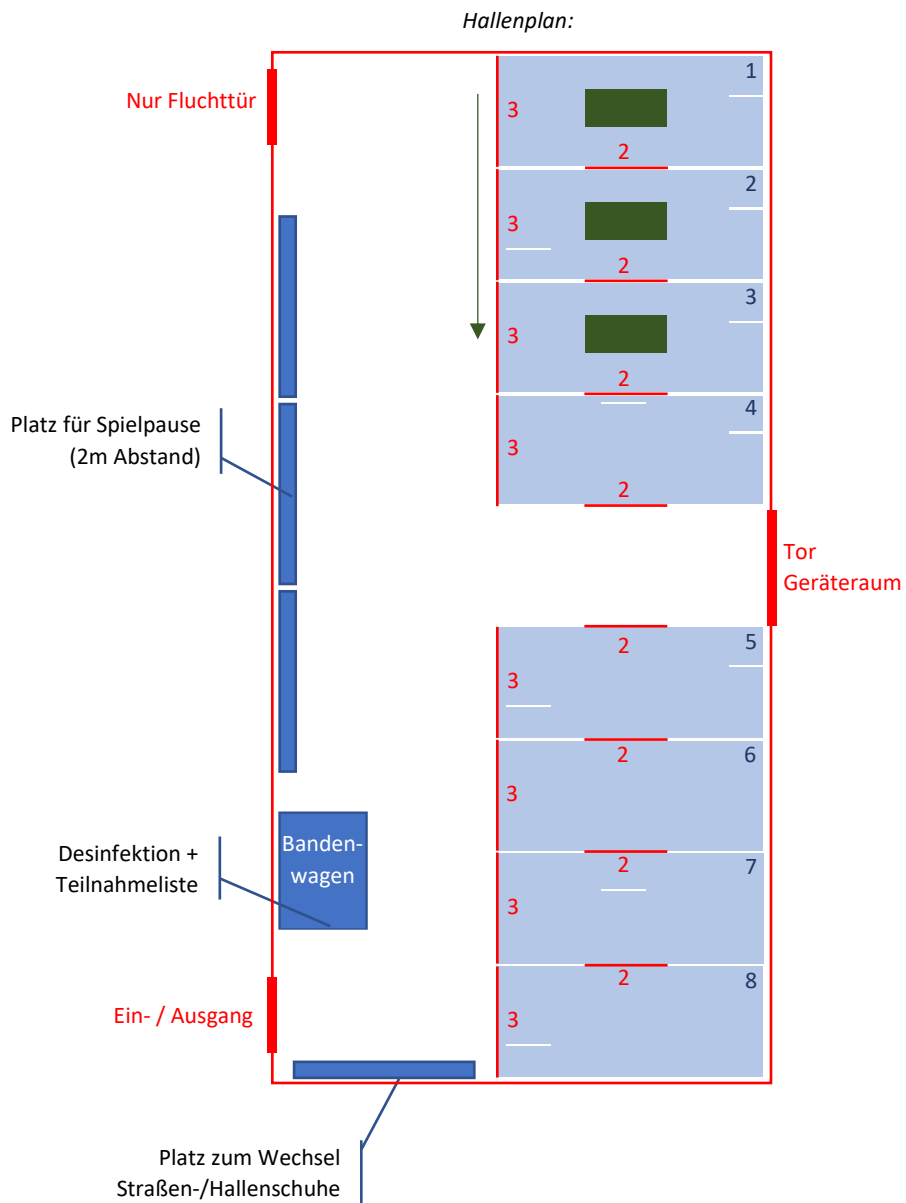 Hallenplan:
Nur Fluchttür
1
3
2
2
3
2
3
3
2
Platz für Spielpause
(2m Abstand)
4
3
2
Tor
Geräteraum
5
2
3
6
2
3
Banden-
wagen
Desinfektion +
Teilnahmeliste
7
2
3
8
2
3
Ein- / Ausgang
Platz zum Wechsel
Straßen-/Hallenschuhe